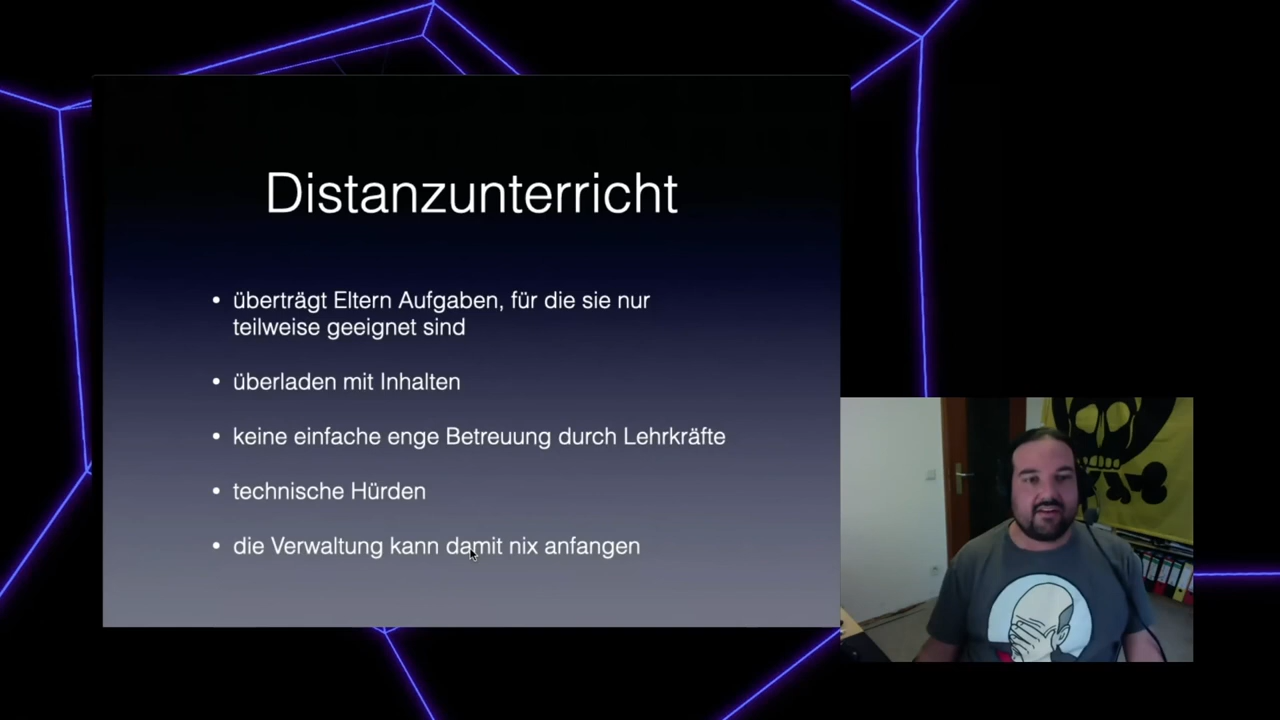 Distanzunterricht
• überträgt Eltern Aufgaben, für die sie nur
teilweise geeignet sind
• überladen mit Inhalten
• keine einfache enge Betreuung durch Lehrkräfte
• technische Hürden
• die Verwaltung kann damit nix anfangen